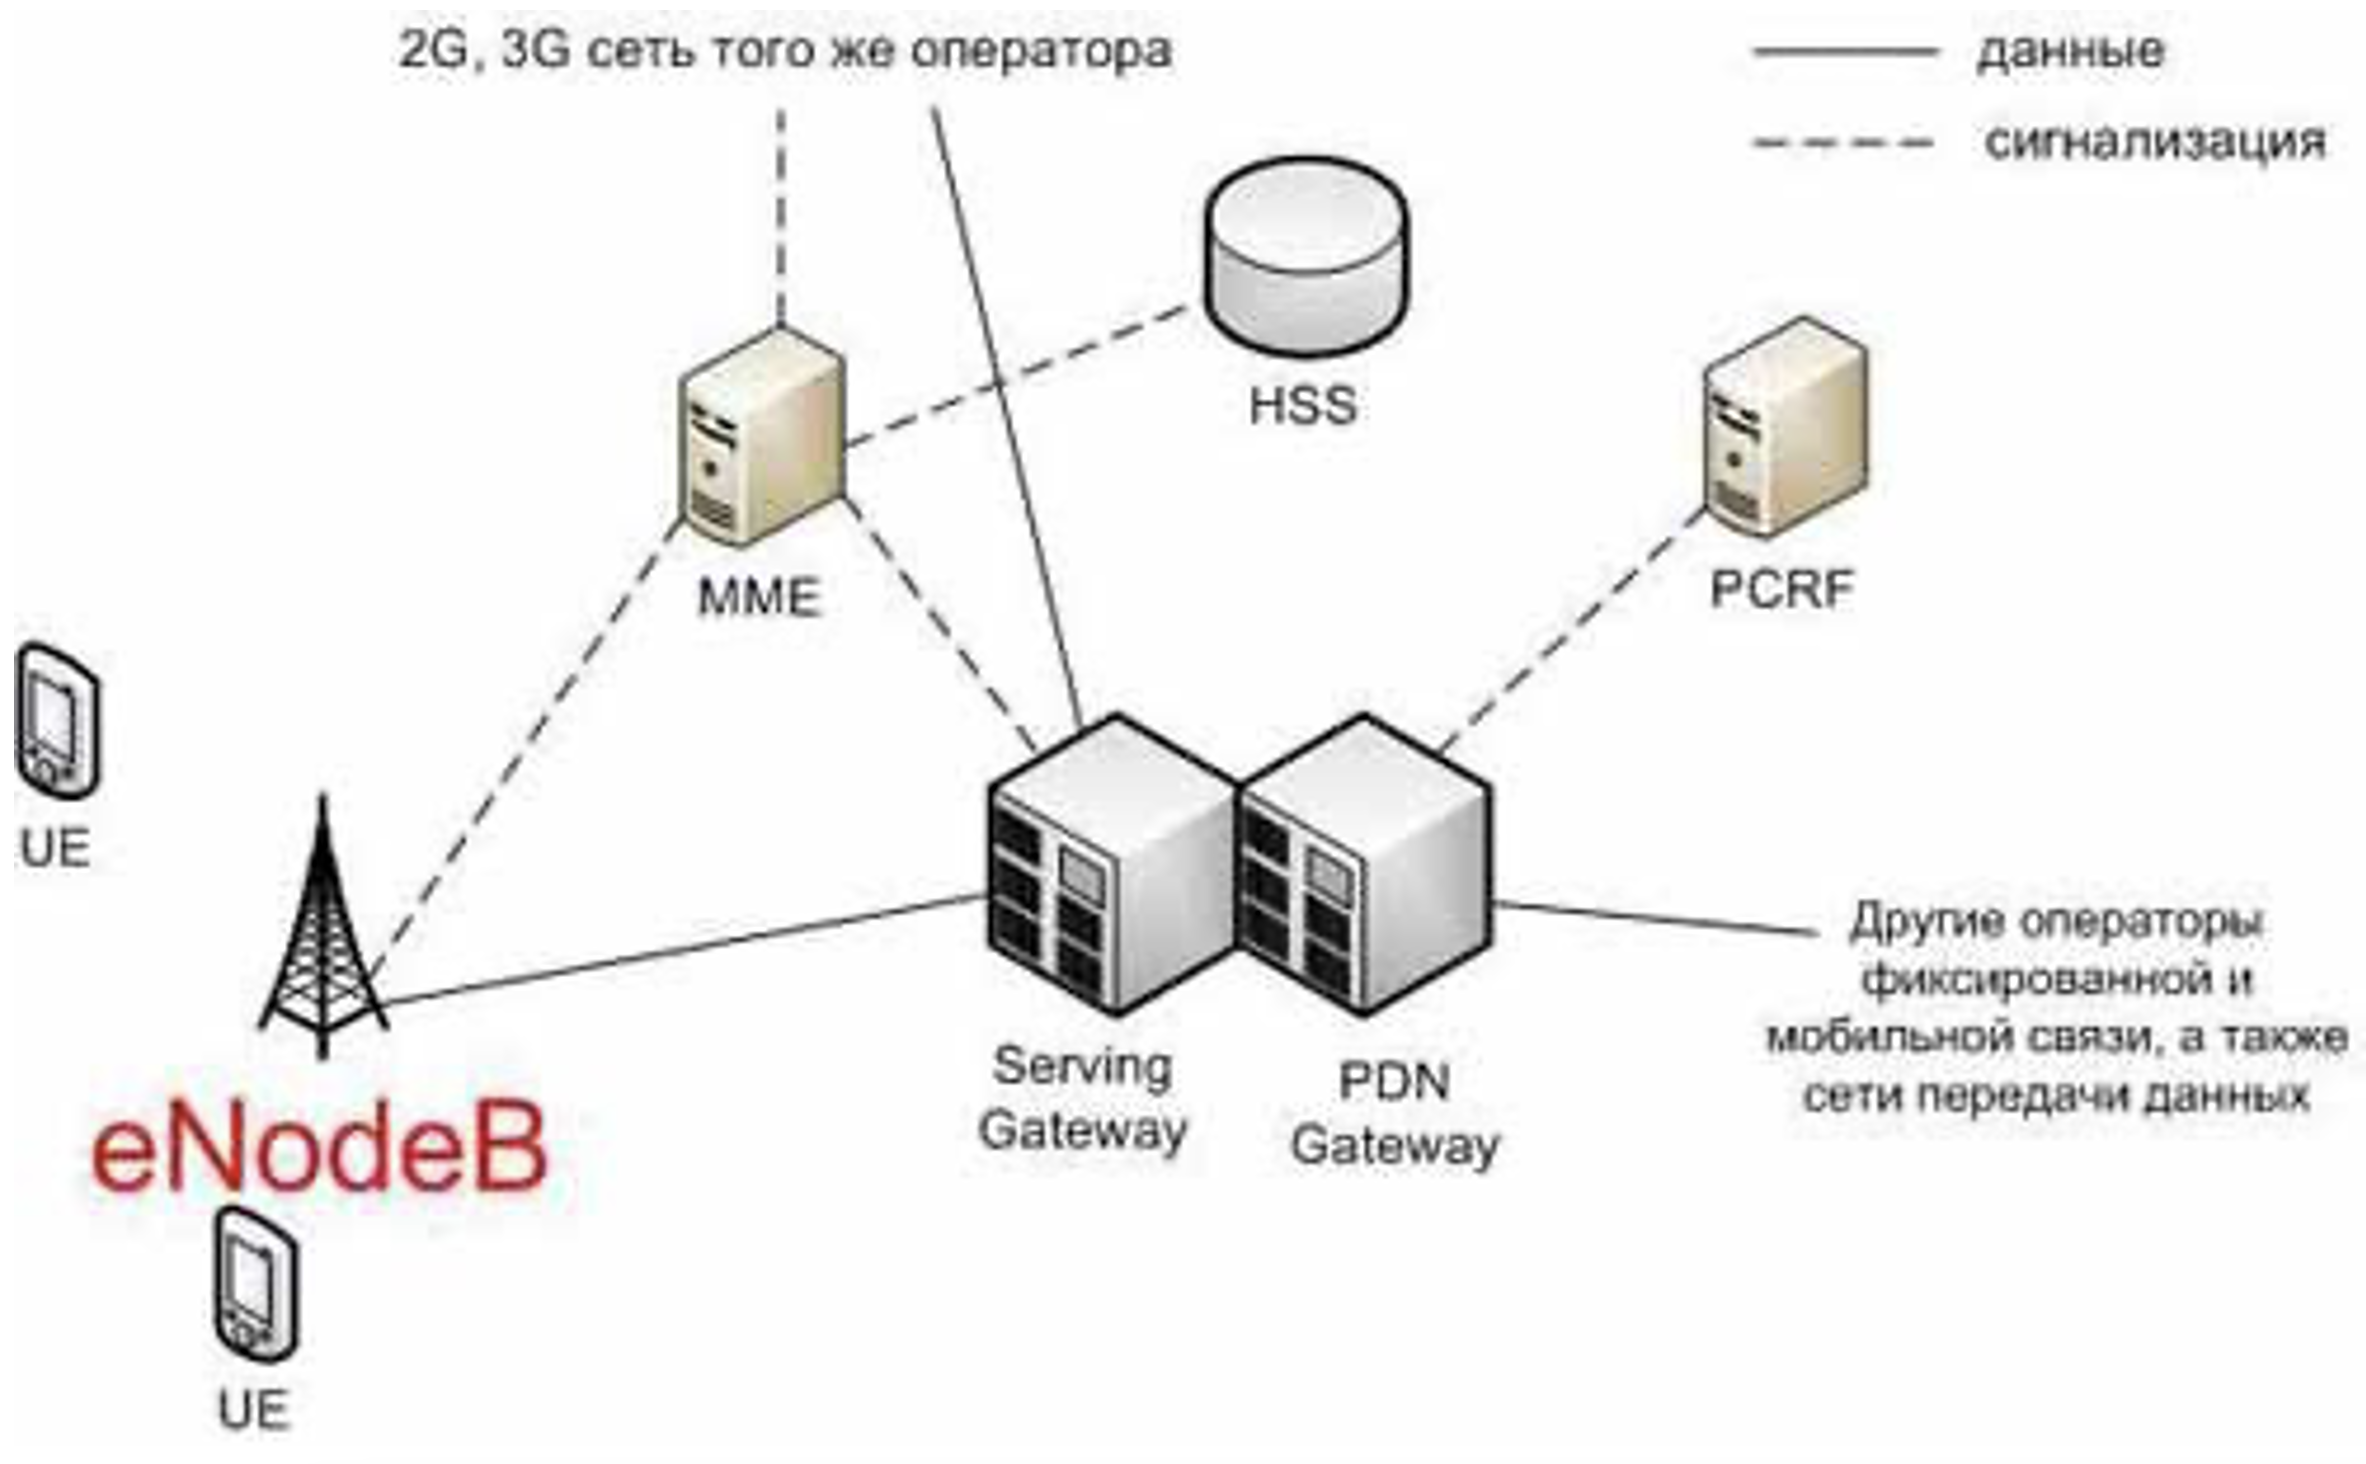 2G, 3G сеть того же оператора
данные
сигнализация
HSS
MME
PCRF
UE
Serving
Gateway
PDN
Gateway
Другие операторы
фиксированной и
мобильной связи, а также
сети передачи данных
eNodeB
UE